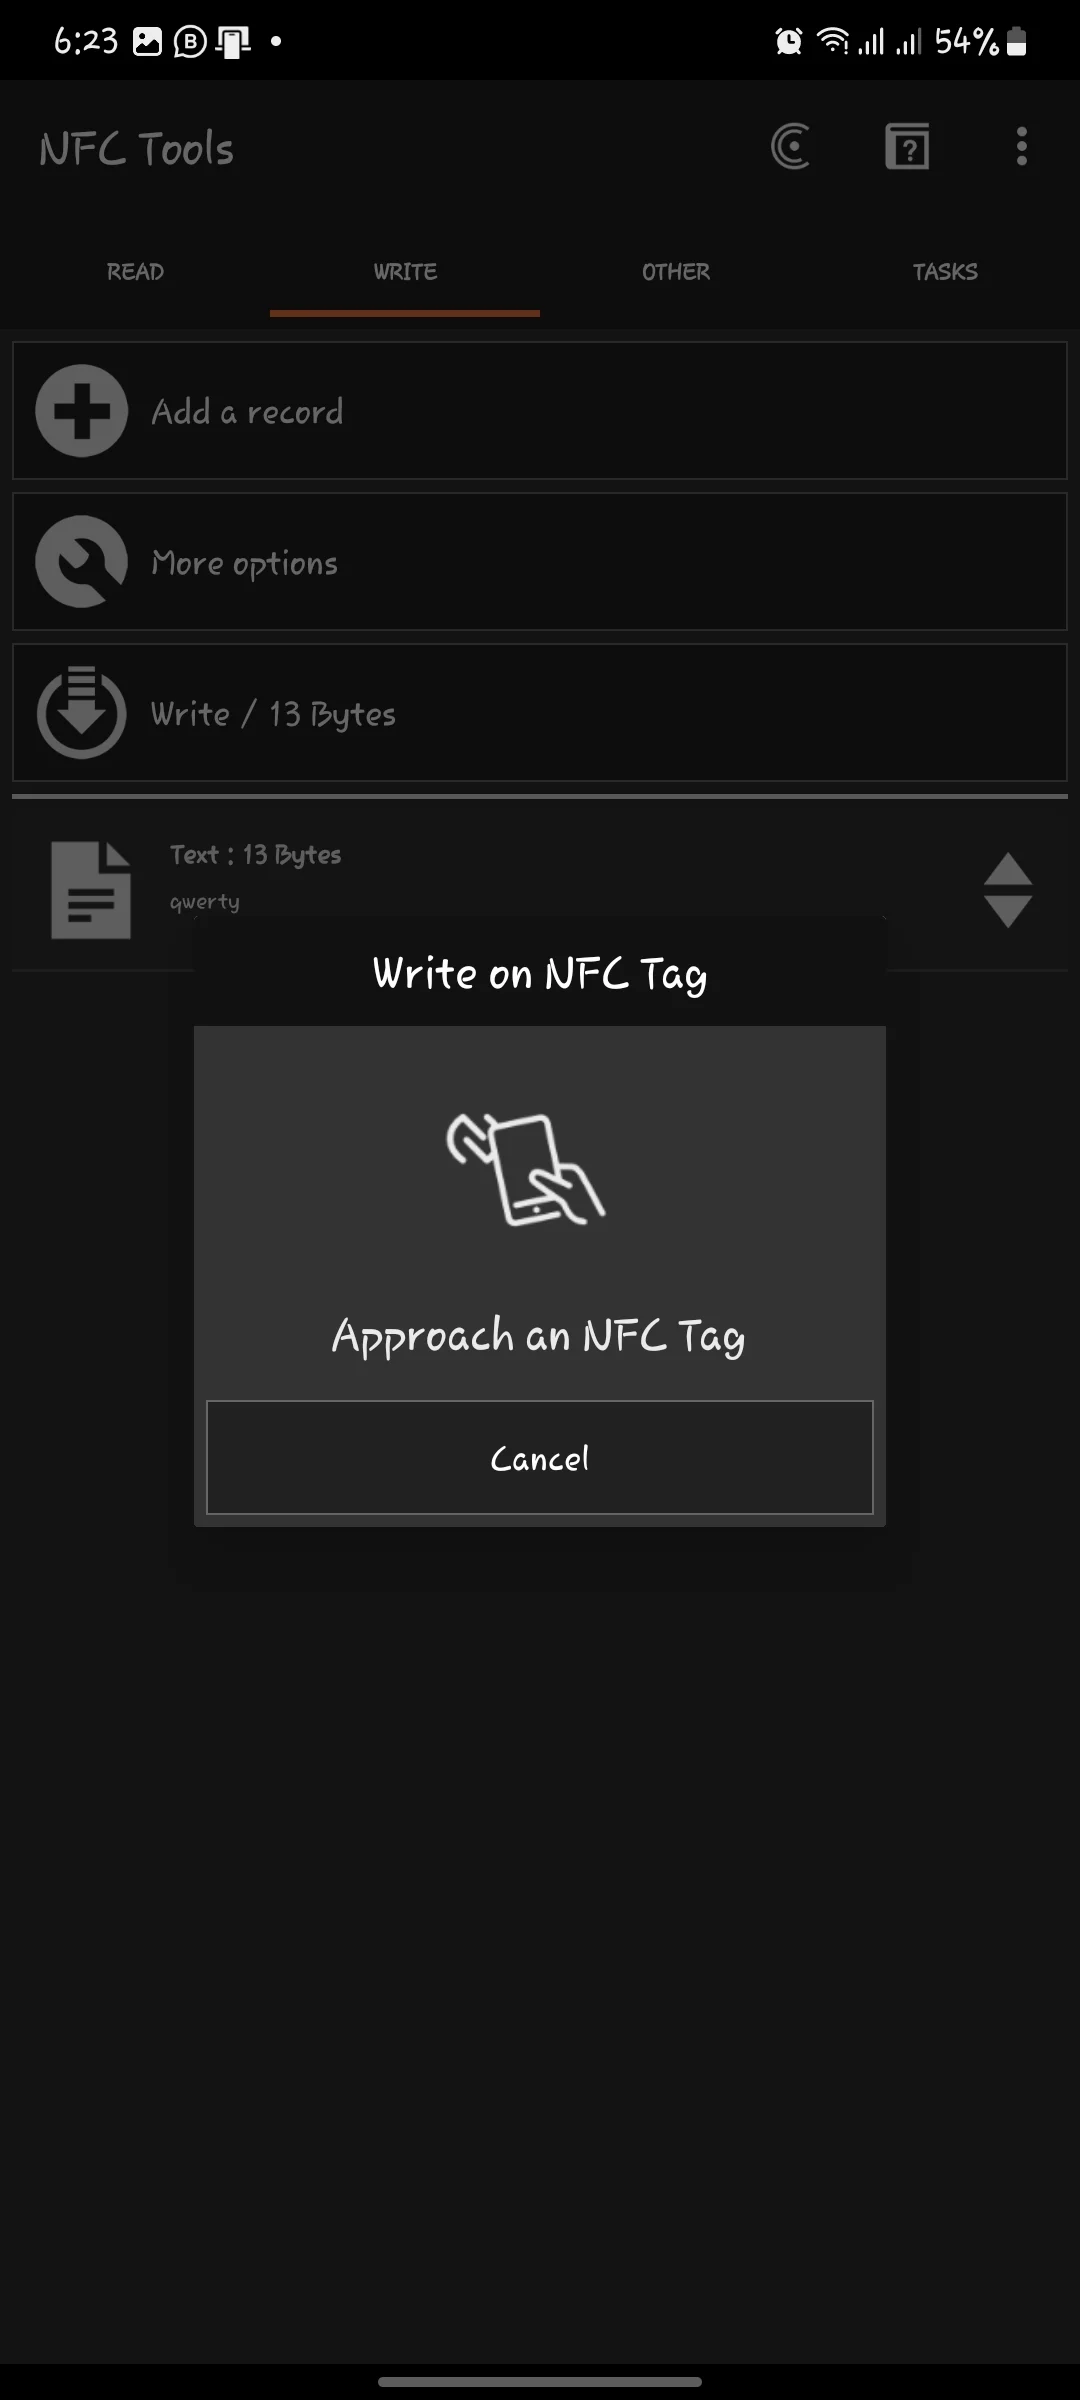 6:23 54%
NFC Tools
READ WRITE OTHER TASKS
Add a record
More options
Write / 13 Bytes
Text : 13 Bytes
qwerty
Write on NFC Tag
Approach an NFC Tag
Cancel